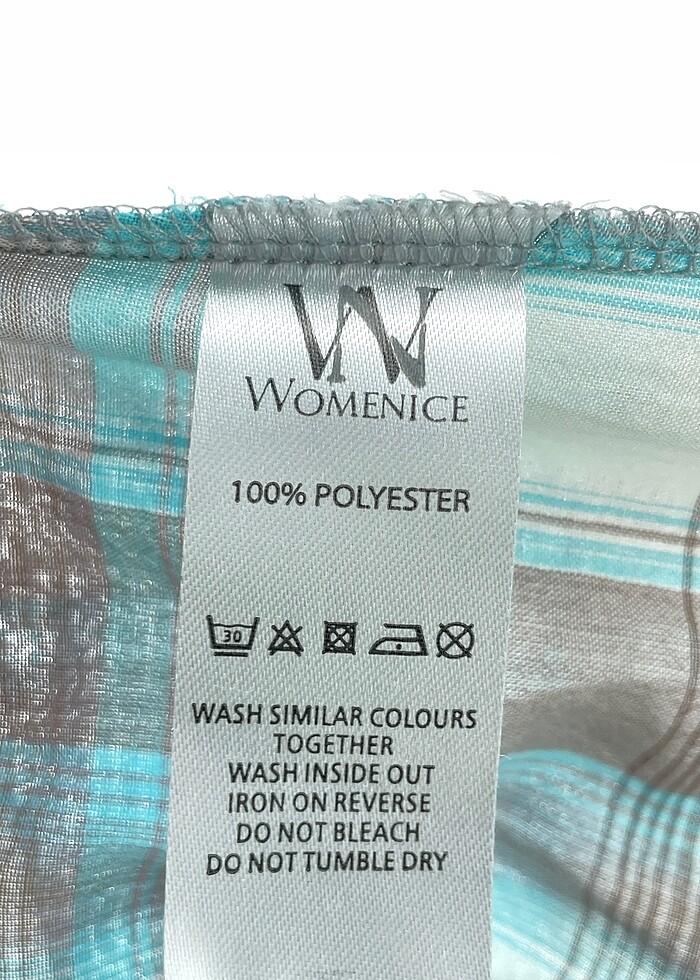 WOMENICE
100% POLYESTER
30
WASH SIMILAR COLOURS
TOGETHER
WASH INSIDE OUT
IRON ON REVERSE
DO NOT BLEACH
DO NOT TUMBLE DRY